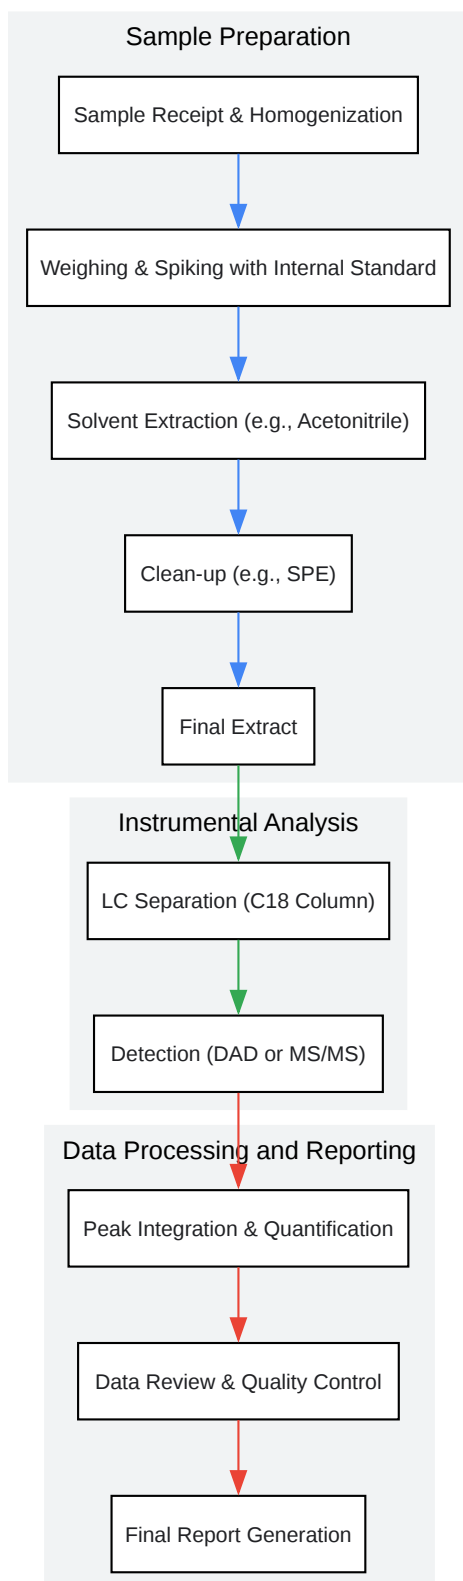 Sample Preparation
Sample Receipt & Homogenization
Weighing & Spiking with Internal Standard
Solvent Extraction (e.g., Acetonitrile)
Clean-up (e.g., SPE)
Final Extract
Instrumental Analysis
LC Separation (C18 Column)
Detection (DAD or MS/MS)
Data Processing and Reporting
Peak Integration & Quantification
Data Review & Quality Control
Final Report Generation